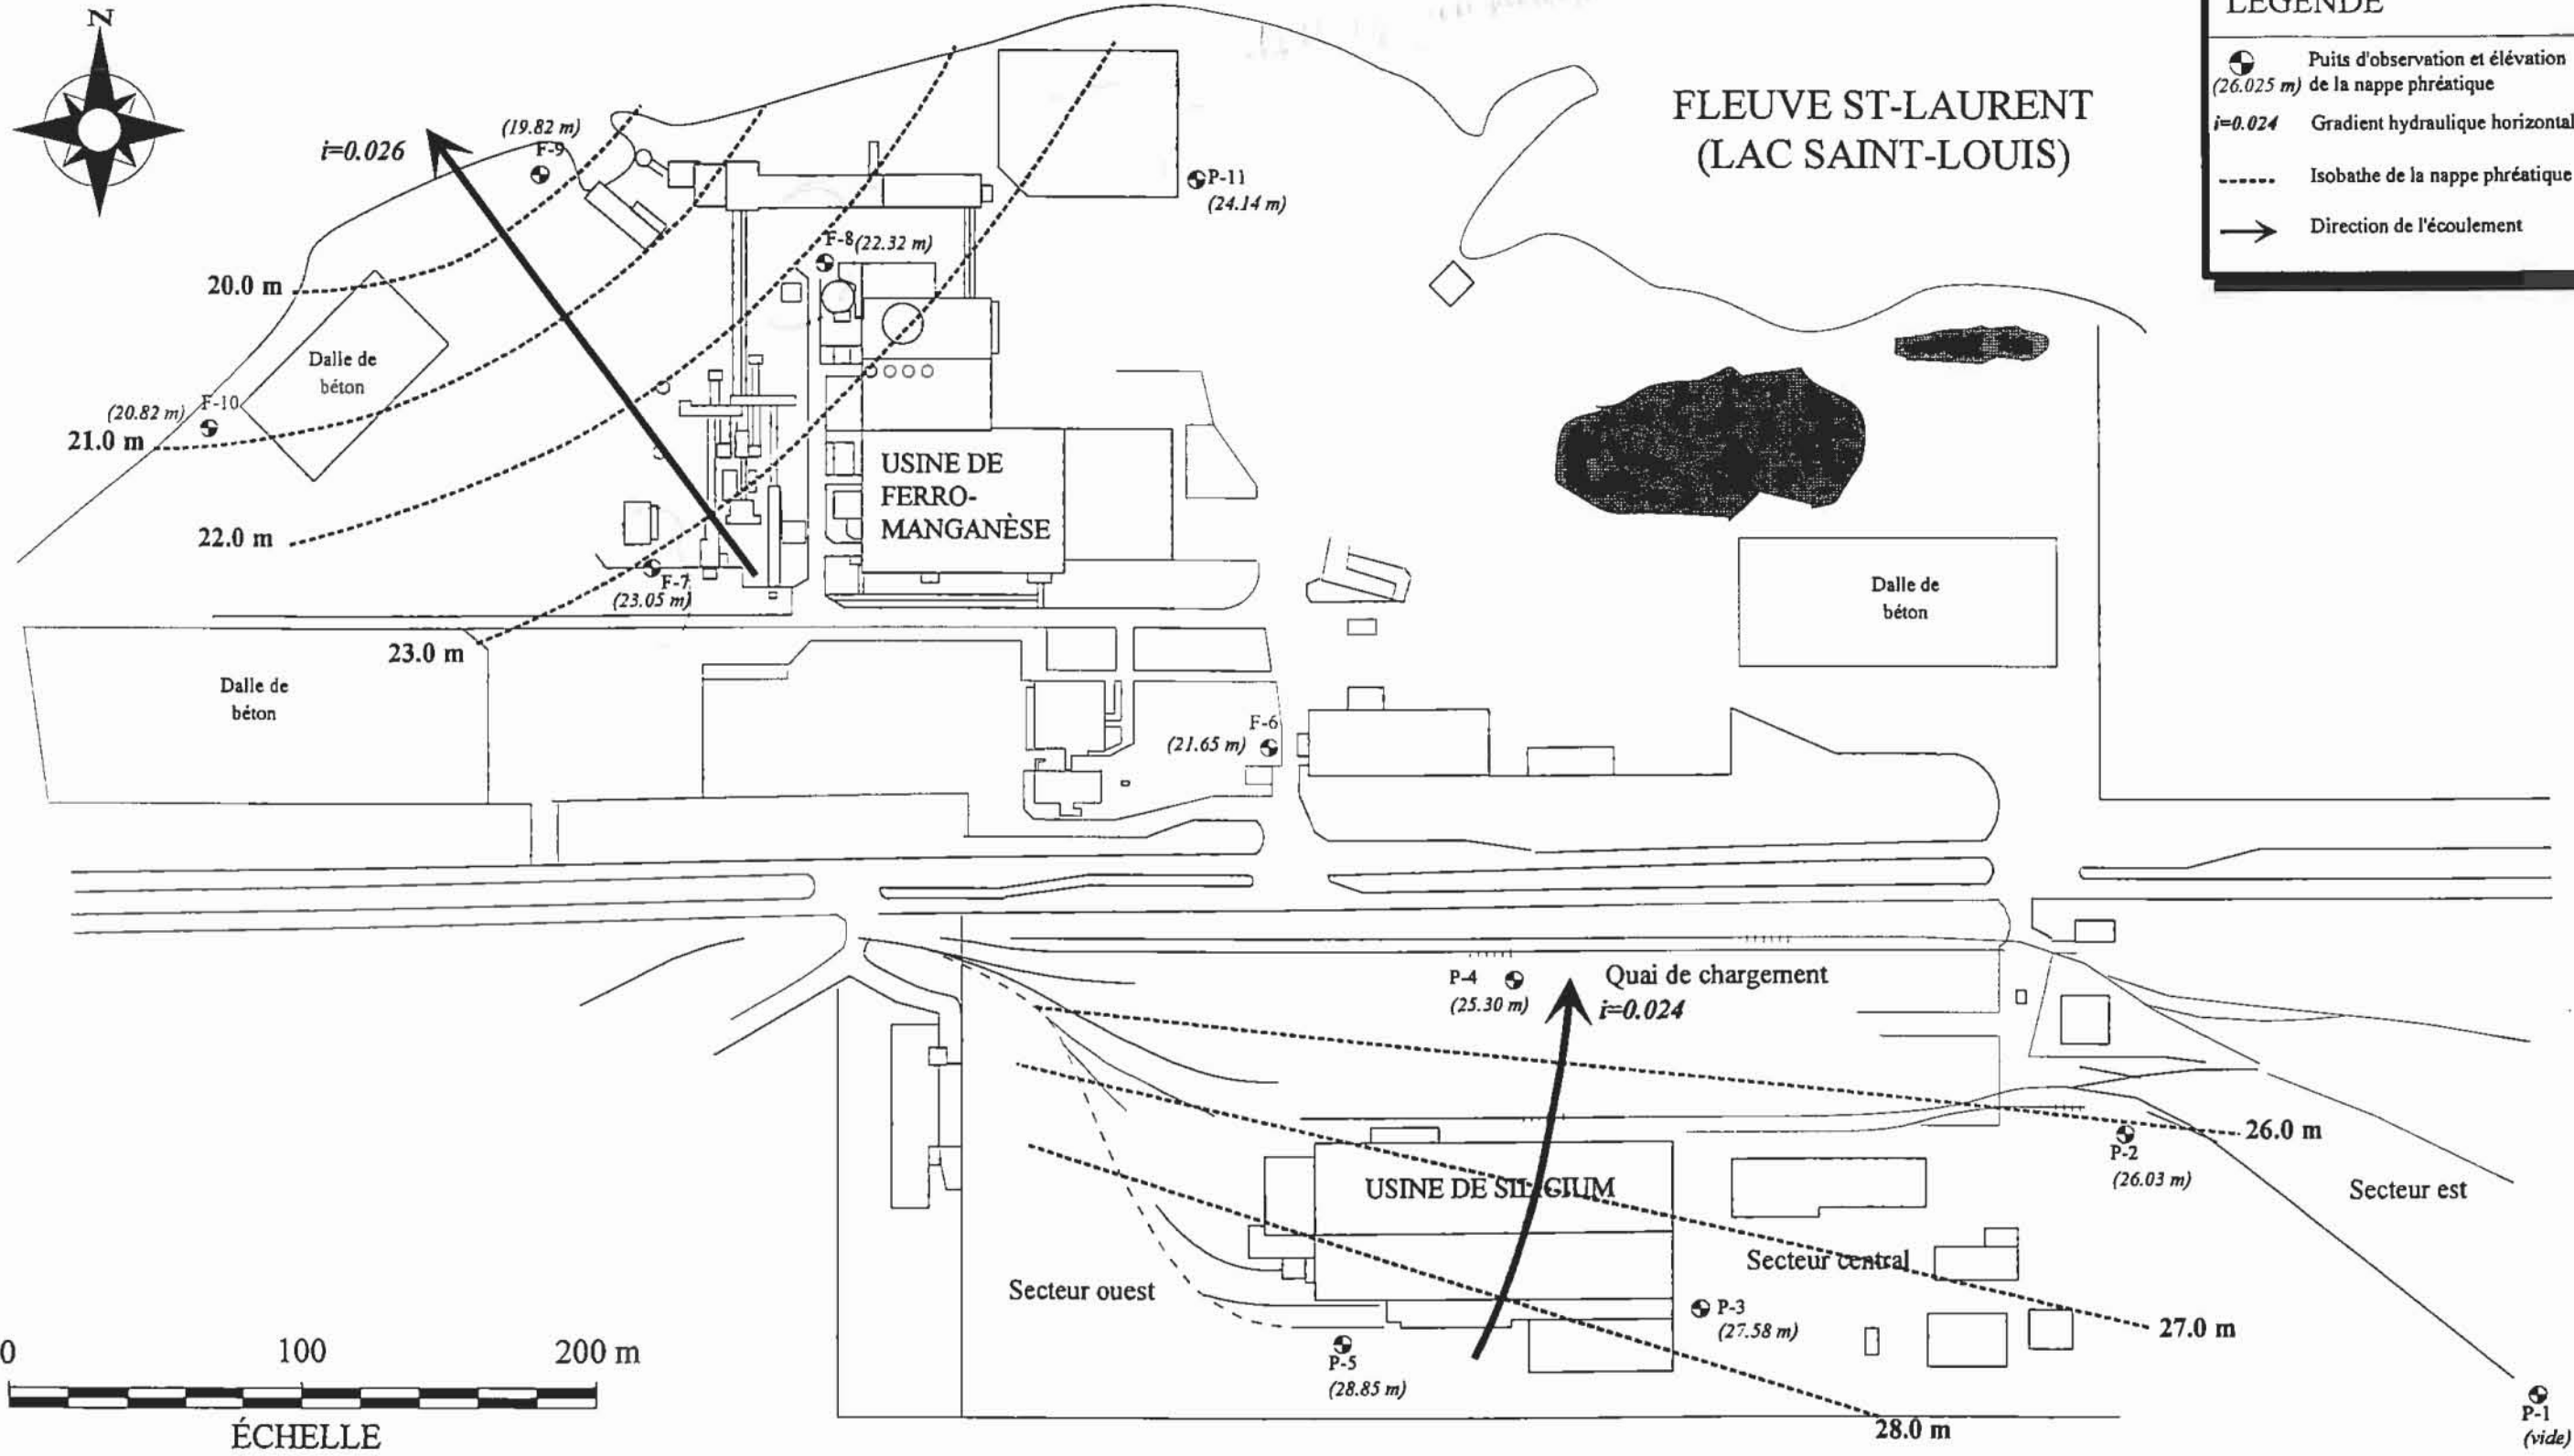 N
LÉGENDE
Puits d'observation et élévation
(26.025 m) de la nappe phréatique
i=0.024 Gradient hydraulique horizontal
Isobathe de la nappe phréatique
Direction de l'écoulement
FLEUVE ST-LAURENT
(LAC SAINT-LOUIS)
i=0.026
(19.82 m)
F-9
P-11
(24.14 m)
F-8 (22.32 m)
20.0 m
Dalle de
béton
(20.82 m) F-10
21.0 m
USINE DE
FERRO-
MANGANÈSE
22.0 m
F-7
(23.05 m)
23.0 m
Dalle de
béton
Dalle de
béton
F-6
(21.65 m)
P-4
(25.30 m)
Quai de chargement
i=0.024
26.0 m
P-2
(26.03 m)
USINE DE SILICIUM
Secteur est
Secteur central
Secteur ouest
P-3
(27.58 m)
27.0 m
P-5
(28.85 m)
28.0 m
P-1
(vide)
0 100 200 m
ÉCHELLE